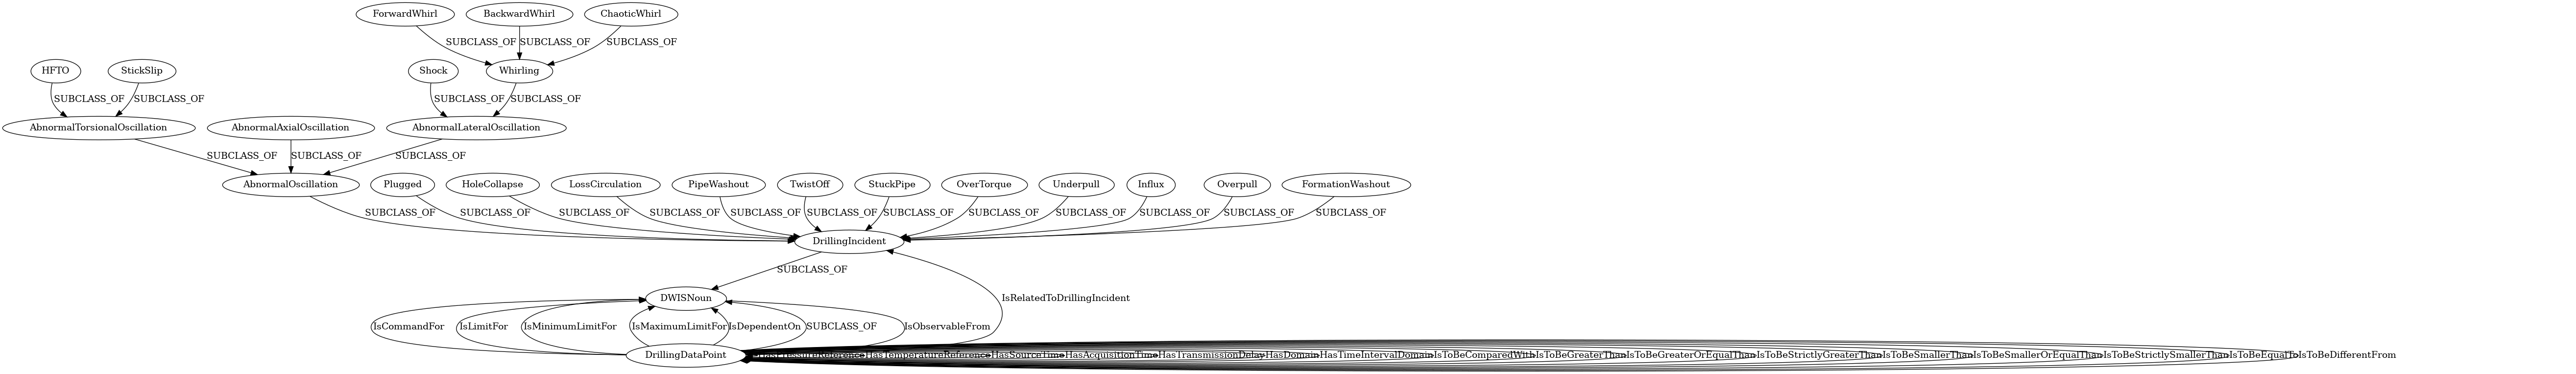 ForwardWhirl BackwardWhirl ChaoticWhirl
SUBCLASS_OF SUBCLASS_OF SUBCLASS_OF
HFTO StickSlip Shock Whirling
SUBCLASS_OF SUBCLASS_OF SUBCLASS_OF SUBCLASS_OF
AbnormalTorsionalOscillation AbnormalAxialOscillation AbnormalLateralOscillation
SUBCLASS_OF SUBCLASS_OF SUBCLASS_OF
AbnormalOscillation Plugged HoleCollapse LossCirculation PipeWashout TwistOff StuckPipe OverTorque Underpull Influx Overpull FormationWashout
SUBCLASS_OF SUBCLASS_OF SUBCLASS_OF SUBCLASS_OF SUBCLASS_OF SUBCLASS_OF SUBCLASS_OF SUBCLASS_OF SUBCLASS_OF SUBCLASS_OF SUBCLASS_OF SUBCLASS_OF
DrillingIncident
SUBCLASS_OF
DWISNoun IsRelatedToDrillingIncident
IsCommandFor IsLimitFor IsMinimumLimitFor IsMaximumLimitFor IsDependentOn SUBCLASS_OF IsObservableFrom
DrillingDataPoint HasPressureReference HasTemperatureReference HasSourceTime HasAcquisitionTime HasTransmissionDelay HasDomain HasTimeIntervalDomain IsToBeComparedWith IsToBeGreaterThan IsToBeGreaterOrEqualThan IsToBeStrictlyGreaterThan IsToBeSmallerThan IsToBeSmallerOrEqualThan IsToBeStrictlySmallerThan IsToBeEqualTo IsToBeDifferentFrom